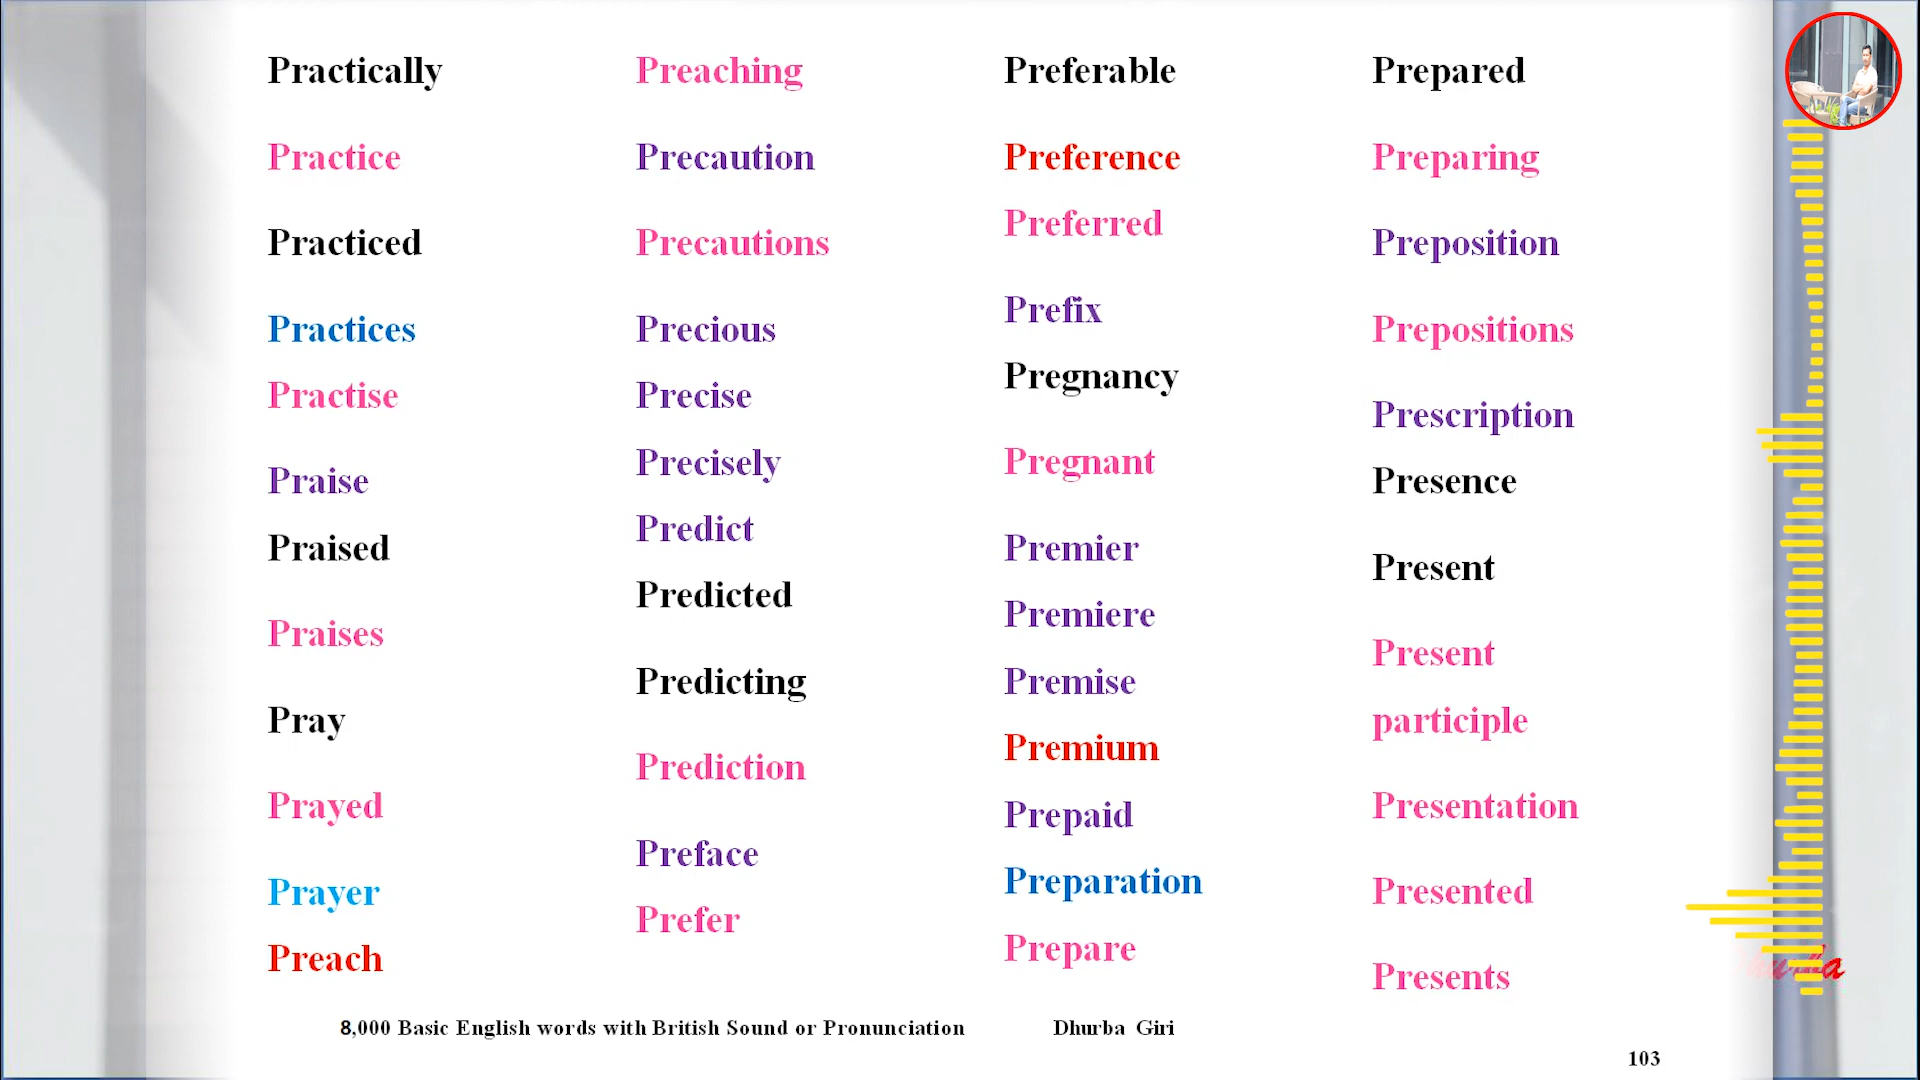 Practically
Practice
Practiced
Practices
Practise
Praise
Praised
Praises
Pray
Prayed
Prayer
Preach
Preaching
Precaution
Precautions
Precious
Precise
Precisely
Predict
Predicted
Predicting
Prediction
Preface
Prefer
Preferable
Preference
Preferred
Prefix
Pregnancy
Pregnant
Premier
Premiere
Premise
Premium
Prepaid
Preparation
Prepare
Prepared
Preparing
Preposition
Prepositions
Prescription
Presence
Present
Present
participle
Presentation
Presented
Presents
8,000 Basic English words with British Sound or Pronunciation Dhurba Giri
103